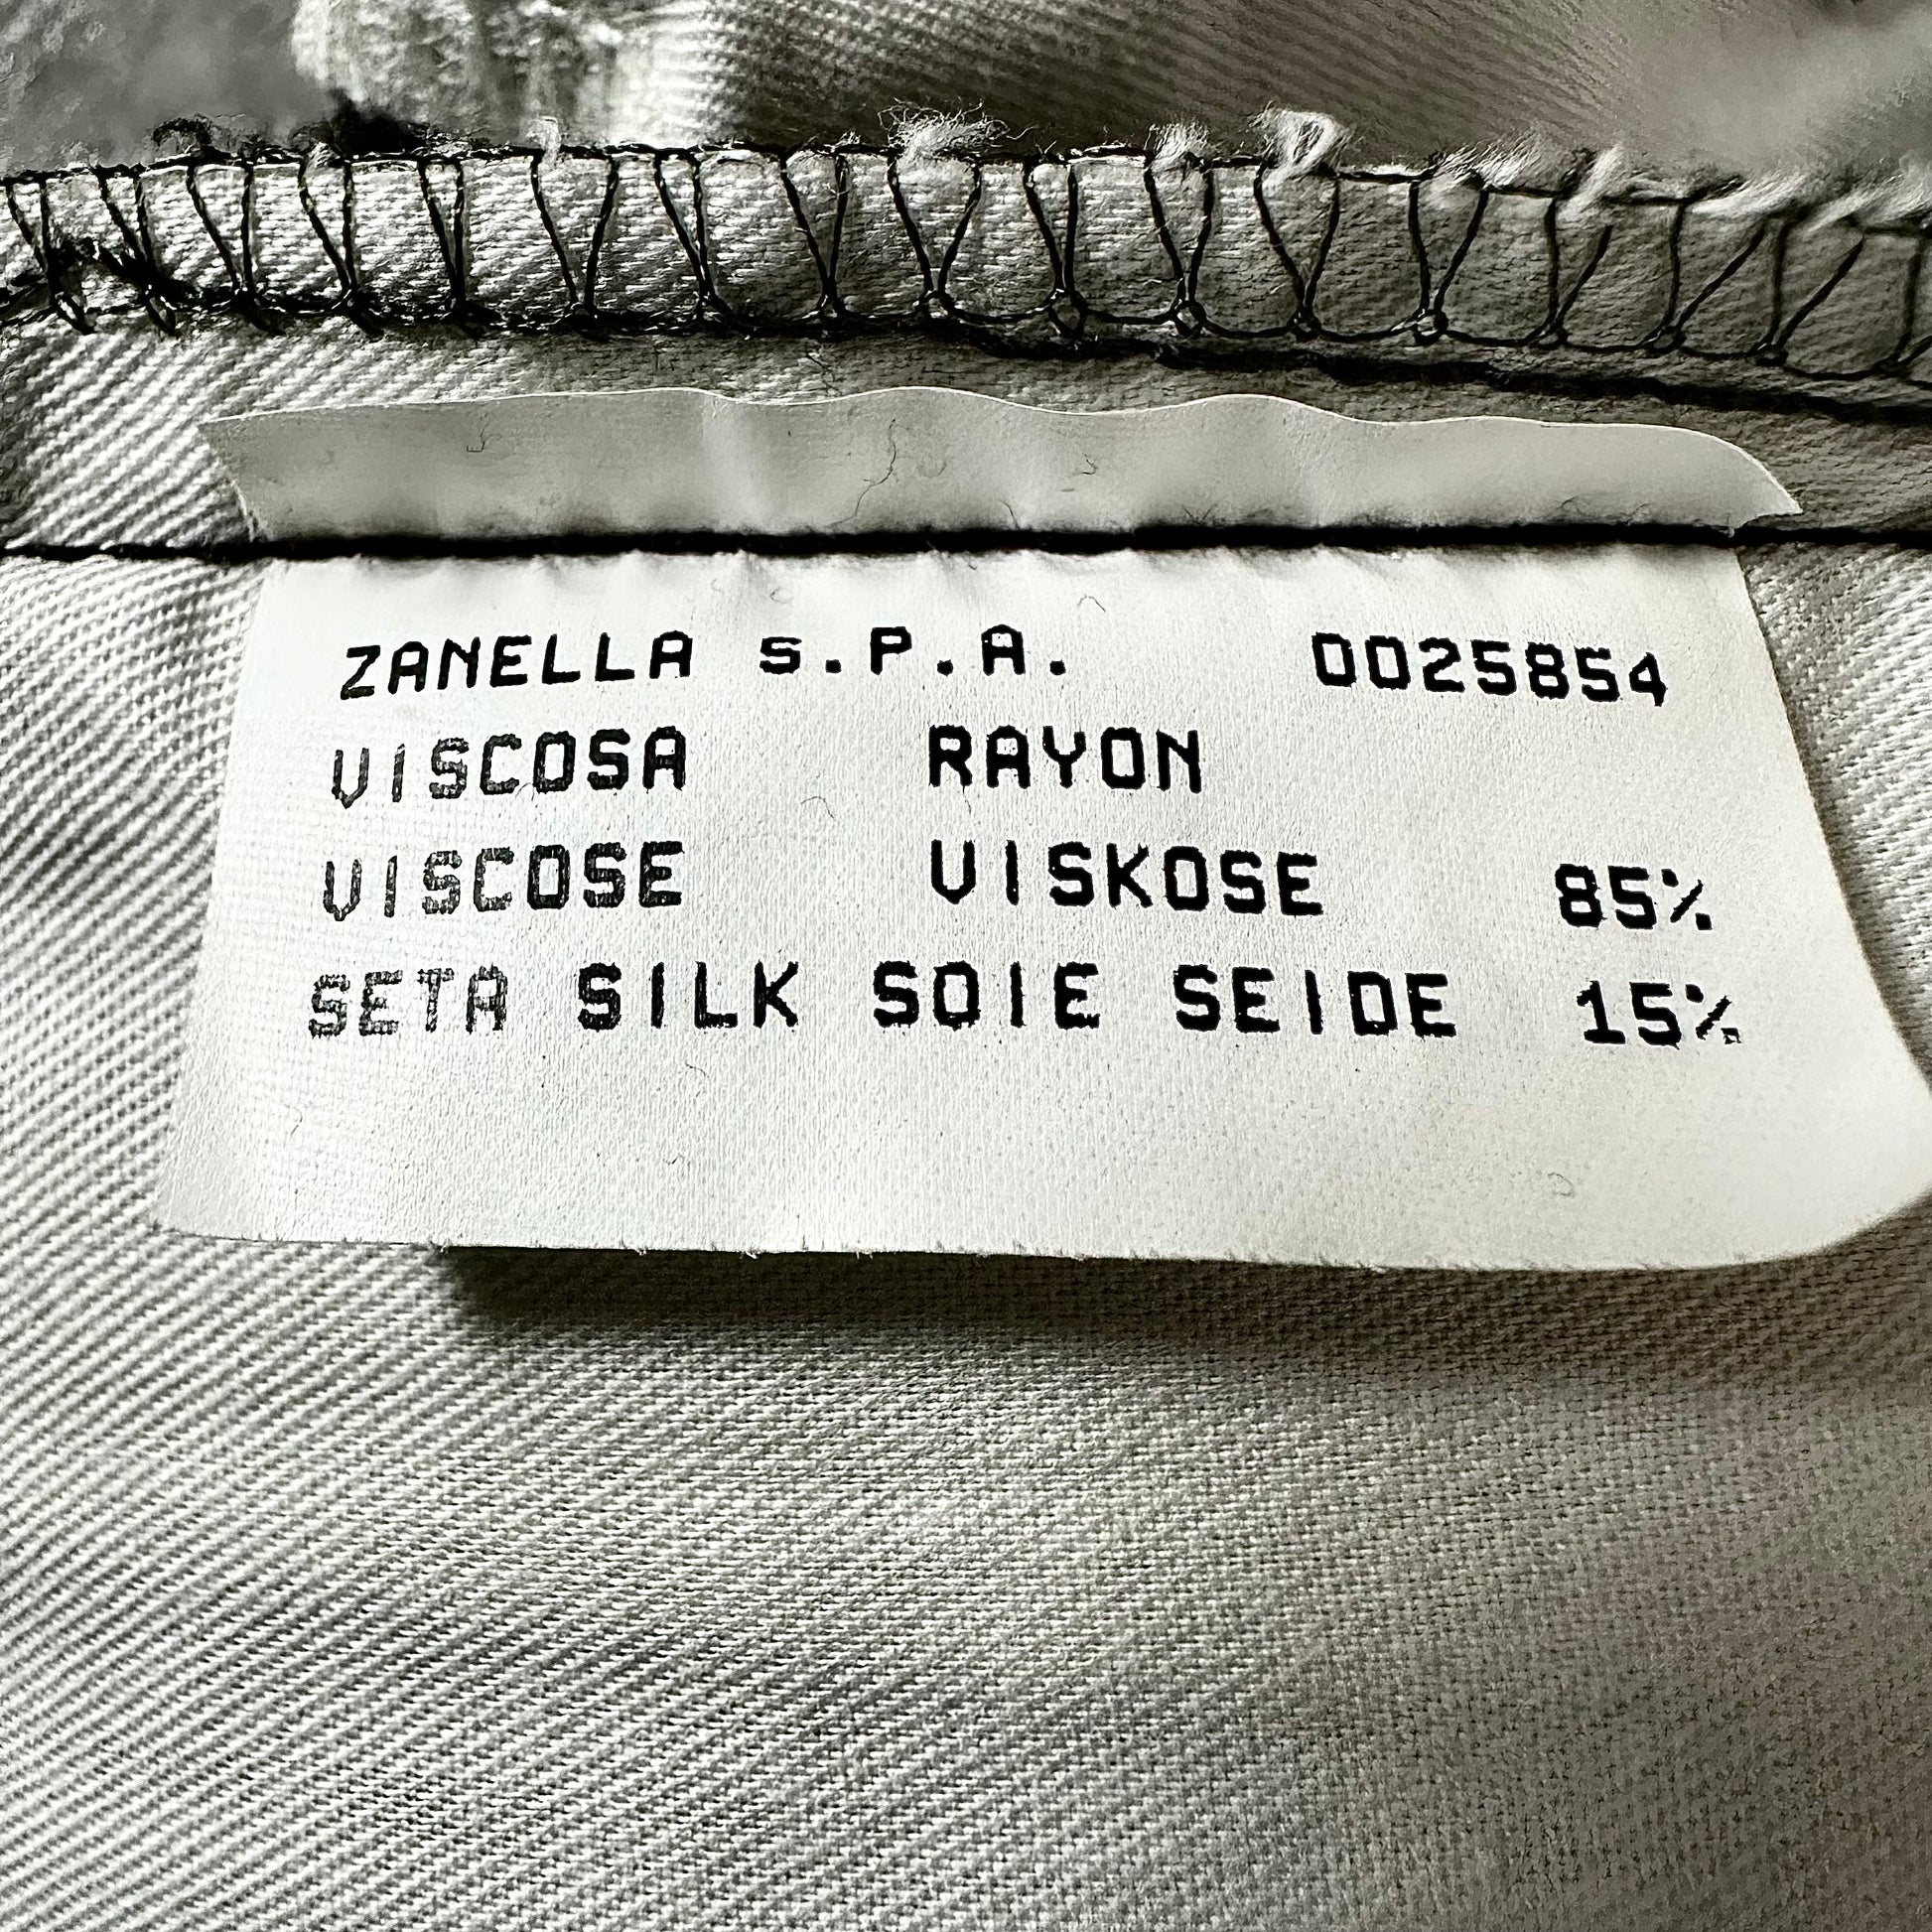 ZANELLA s.P.A. 0025854
VISCOSA RAYON
VISCOSE VISKOSE 85%
SETA SILK SOIE SEIDE 15%